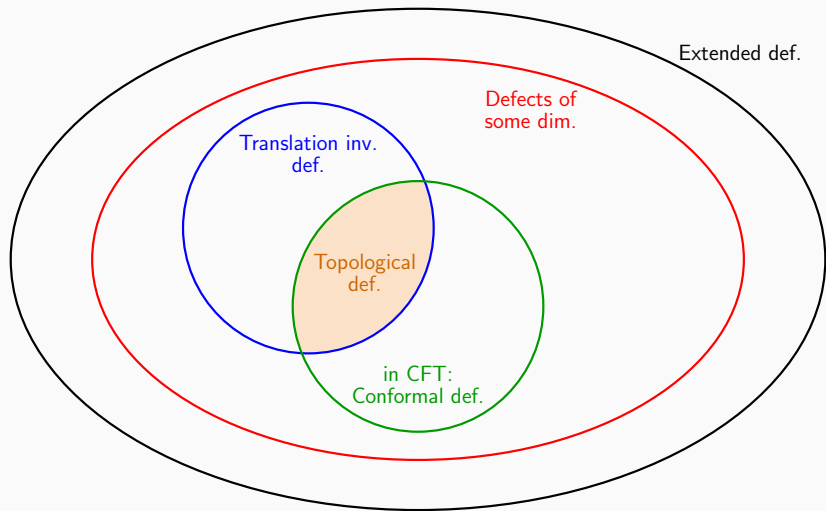 Extended def.
Defects of
some dim.
Translation inv.
def.
Topological
def.
in CFT:
Conformal def.